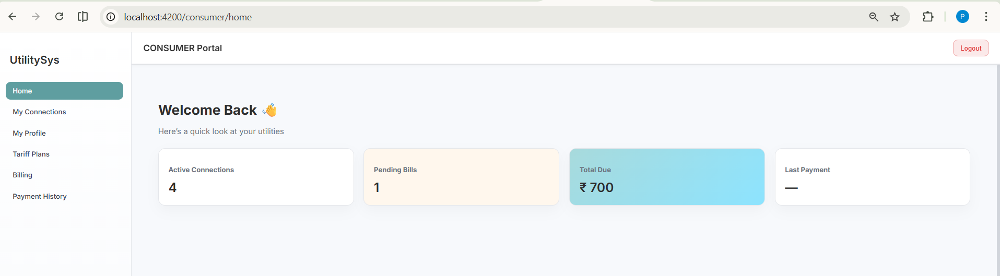 localhost:4200/consumer/home
P
UtilitySys
CONSUMER Portal
Logout
Home
My Connections
My Profile
Tariff Plans
Billing
Payment History
Welcome Back 👋
Here’s a quick look at your utilities
Active Connections
4
Pending Bills
1
Total Due
₹ 700
Last Payment
—